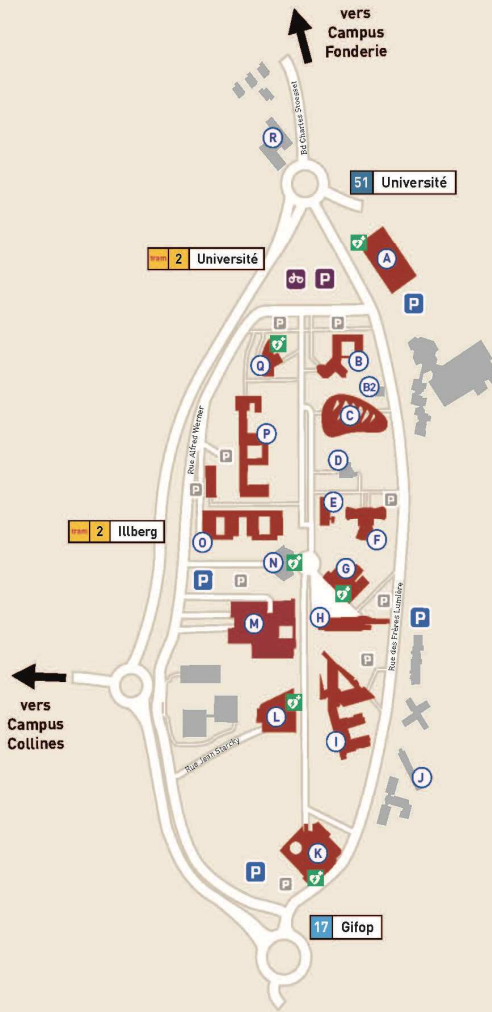 vers
Campus
Fonderie
Bd Charles Stoessel
R
51 Université
tram 2 Université
A
P
P
P
P
Q
B
B2
C
P
D
Rue Alfred Werner
P
P
E
P
F
tram 2 Illberg
O
N
G
P
P
P
H
P
M
Rue des Frères Lumière
P
vers
Campus
Collines
L
I
Rue Jean Starcky
J
K
P
P
17 Gifop